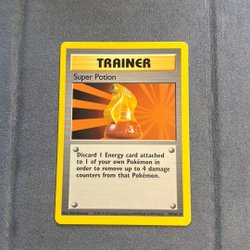 TRAINER
Super Potion
Discard 1 Energy card attached
to 1 of your own Pokémon in
order to remove up to 4 damage
counters from that Pokémon.